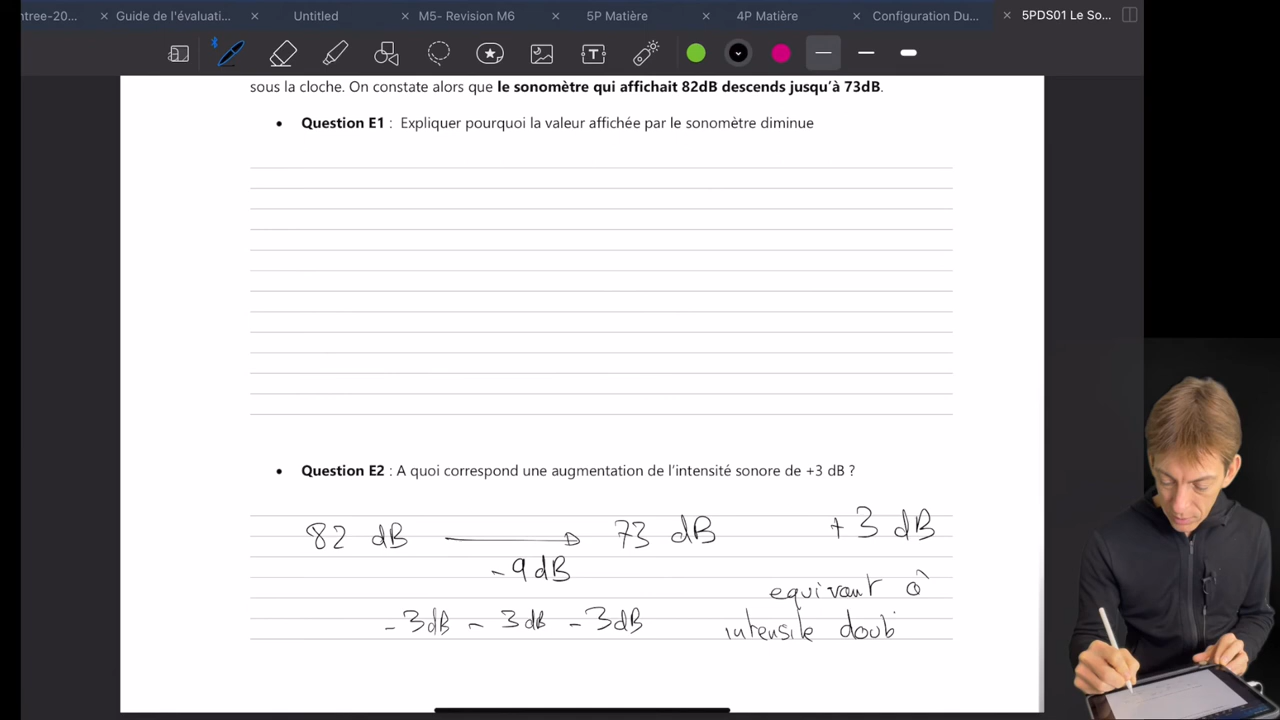 ntree-20...
Guide de l'évaluati...
Untitled
M5- Revision M6
5P Matière
4P Matière
Configuration Du...
5PDS01 Le So...
sous la cloche. On constate alors que le sonomètre qui affichait 82dB descends jusqu'à 73dB.
• Question E1 : Expliquer pourquoi la valeur affichée par le sonomètre diminue
• Question E2 : A quoi correspond une augmentation de l'intensité sonore de +3 dB ?
82 dB → 73 dB + 3 dB
- 9 dB
equivaut à
- 3dB - 3dB - 3dB
intensite doub